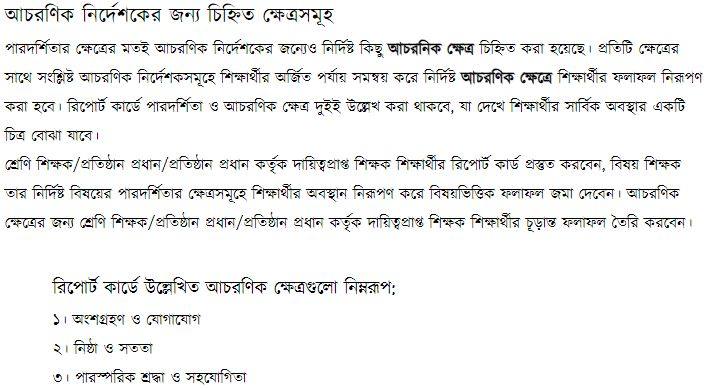 আচরণিক নির্দেশকের জন্য চিহ্নিত ক্ষেত্রসমূহ
পারদর্শিতার ক্ষেত্রের মতই আচরণিক নির্দেশকের জন্যেও নির্দিষ্ট কিছু আচরনিক ক্ষেত্র চিহ্নিত করা হয়েছে। প্রতিটি ক্ষেত্রের
সাথে সংশ্লিষ্ট আচরণিক নির্দেশকসমূহে শিক্ষার্থীর অর্জিত পর্যায় সমন্বয় করে নির্দিষ্ট আচরণিক ক্ষেত্রে শিক্ষার্থীর ফলাফল নিরূপণ
করা হবে। রিপোর্ট কার্ডে পারদর্শিতা ও আচরণিক ক্ষেত্র দুইই উল্লেখ করা থাকবে, যা দেখে শিক্ষার্থীর সার্বিক অবস্থার একটি
চিত্র বোঝা যাবে।
শ্রেণি শিক্ষক/প্রতিষ্ঠান প্রধান/প্রতিষ্ঠান প্রধান কর্তৃক দায়িত্বপ্রাপ্ত শিক্ষক শিক্ষার্থীর রিপোর্ট কার্ড প্রস্তুত করবেন, বিষয় শিক্ষক
তার নির্দিষ্ট বিষয়ের পারদর্শিতার ক্ষেত্রসমূহে শিক্ষার্থীর অবস্থান নিরূপণ করে বিষয়ভিত্তিক ফলাফল জমা দেবেন। আচরণিক
ক্ষেত্রের জন্য শ্রেণি শিক্ষক/প্রতিষ্ঠান প্রধান/প্রতিষ্ঠান প্রধান কর্তৃক দায়িত্বপ্রাপ্ত শিক্ষক শিক্ষার্থীর চূড়ান্ত ফলাফল তৈরি করবেন।
রিপোর্ট কার্ডে উল্লেখিত আচরণিক ক্ষেত্রগুলো নিম্নরূপ:
১। অংশগ্রহণ ও যোগাযোগ
২। নিষ্ঠা ও সততা
৩। পারস্পরিক শ্রদ্ধা ও সহযোগিতা